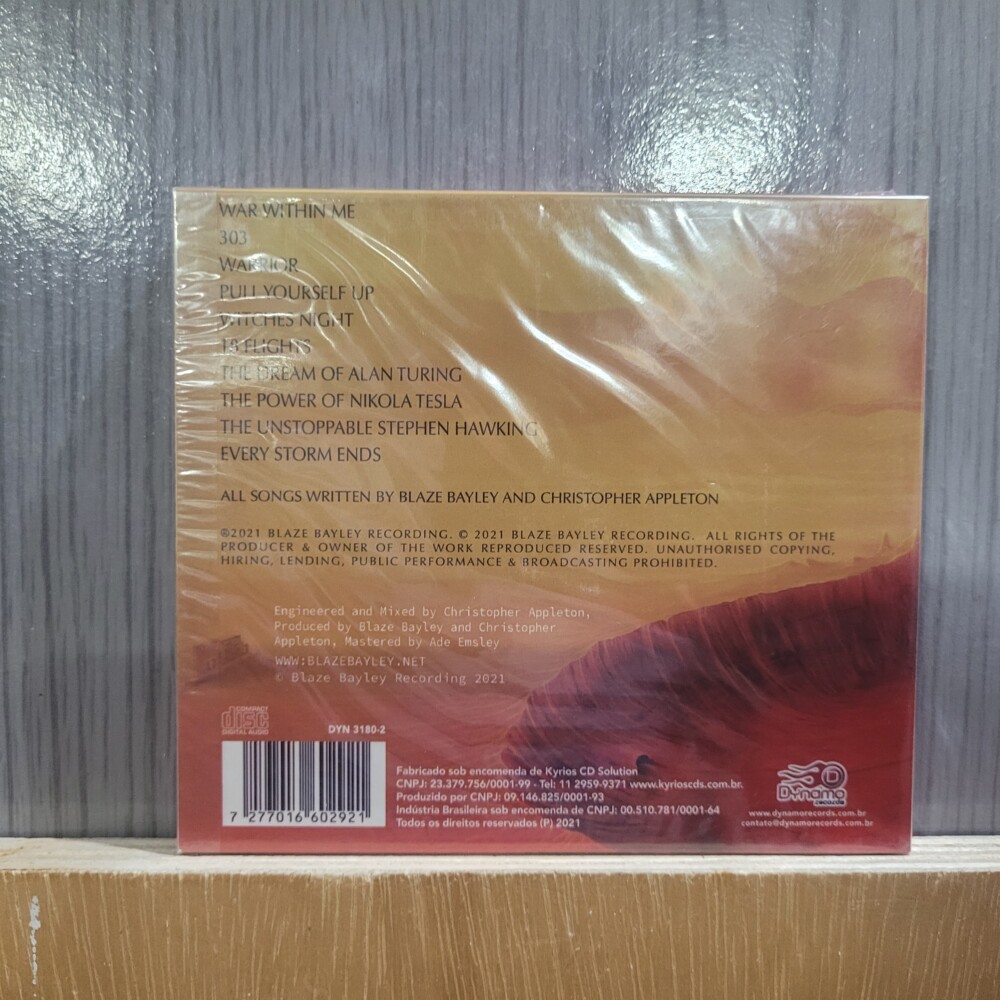 WAR WITHIN ME
303
WARRIOR
PULL YOURSELF UP
WITCHES NIGHT
18 FLIGHTS
THE DREAM OF ALAN TURING
THE POWER OF NIKOLA TESLA
THE UNSTOPPABLE STEPHEN HAWKING
EVERY STORM ENDS
ALL SONGS WRITTEN BY BLAZE BAYLEY AND CHRISTOPHER APPLETON
℗2021 BLAZE BAYLEY RECORDING. © 2021 BLAZE BAYLEY RECORDING. ALL RIGHTS OF THE
PRODUCER & OWNER OF THE WORK REPRODUCED RESERVED. UNAUTHORISED COPYING,
HIRING, LENDING, PUBLIC PERFORMANCE & BROADCASTING PROHIBITED.
Engineered and Mixed by Christopher Appleton,
Produced by Blaze Bayley and Christopher
Appleton, Mastered by Ade Emsley
WWW:BLAZEBAYLEY.NET
© Blaze Bayley Recording 2021
COMPACT
disc
DIGITAL AUDIO
DYN 3180-2
7 277016 602921
Fabricado sob encomenda de Kyrios CD Solution
CNPJ: 23.379.756/0001-99 - Tel: 11 2959-9371 www.kyrioscds.com.br.
Produzido por CNPJ: 09.146.825/0001-93
Indústria Brasileira sob encomenda de CNPJ: 00.510.781/0001-64
Todos os direitos reservados (P) 2021
D
Dynamo
records
www.dynamorecords.com.br
contato@dynamorecords.com.br